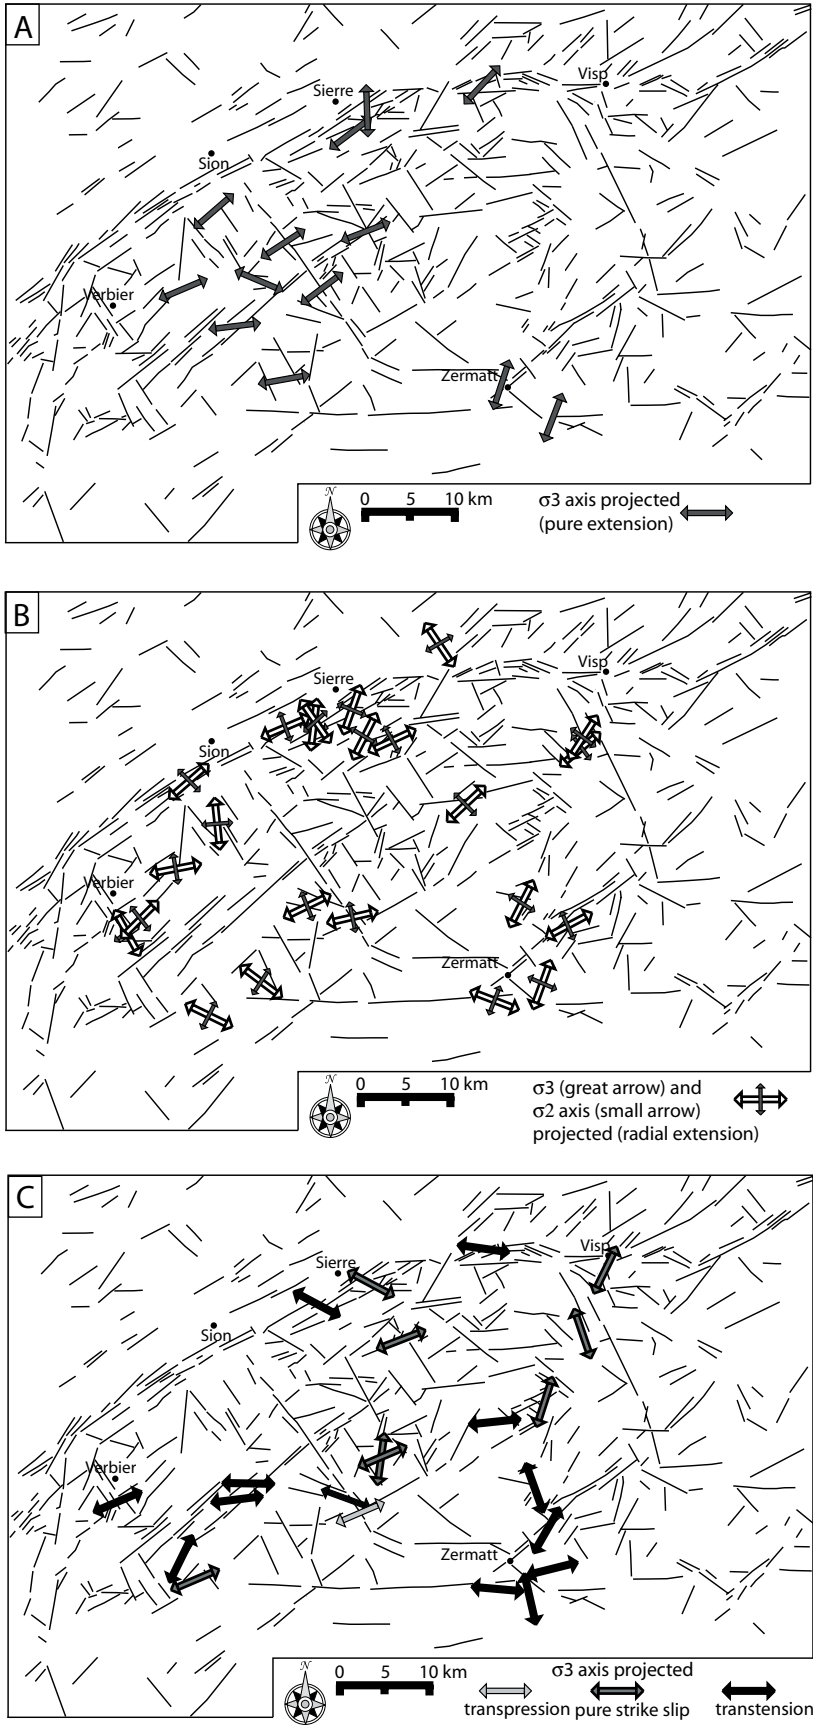 A
Visp
Sierre
Sion
Verbier
Zermatt
N
0 5 10 km
σ3 axis projected
(pure extension)
B
Visp
Sierre
Sion
Verbier
Zermatt
N
0 5 10 km
σ3 (great arrow) and
σ2 axis (small arrow)
projected (radial extension)
C
Visp
Sierre
Sion
Verbier
Zermatt
N
0 5 10 km
σ3 axis projected
transpression pure strike slip transtension